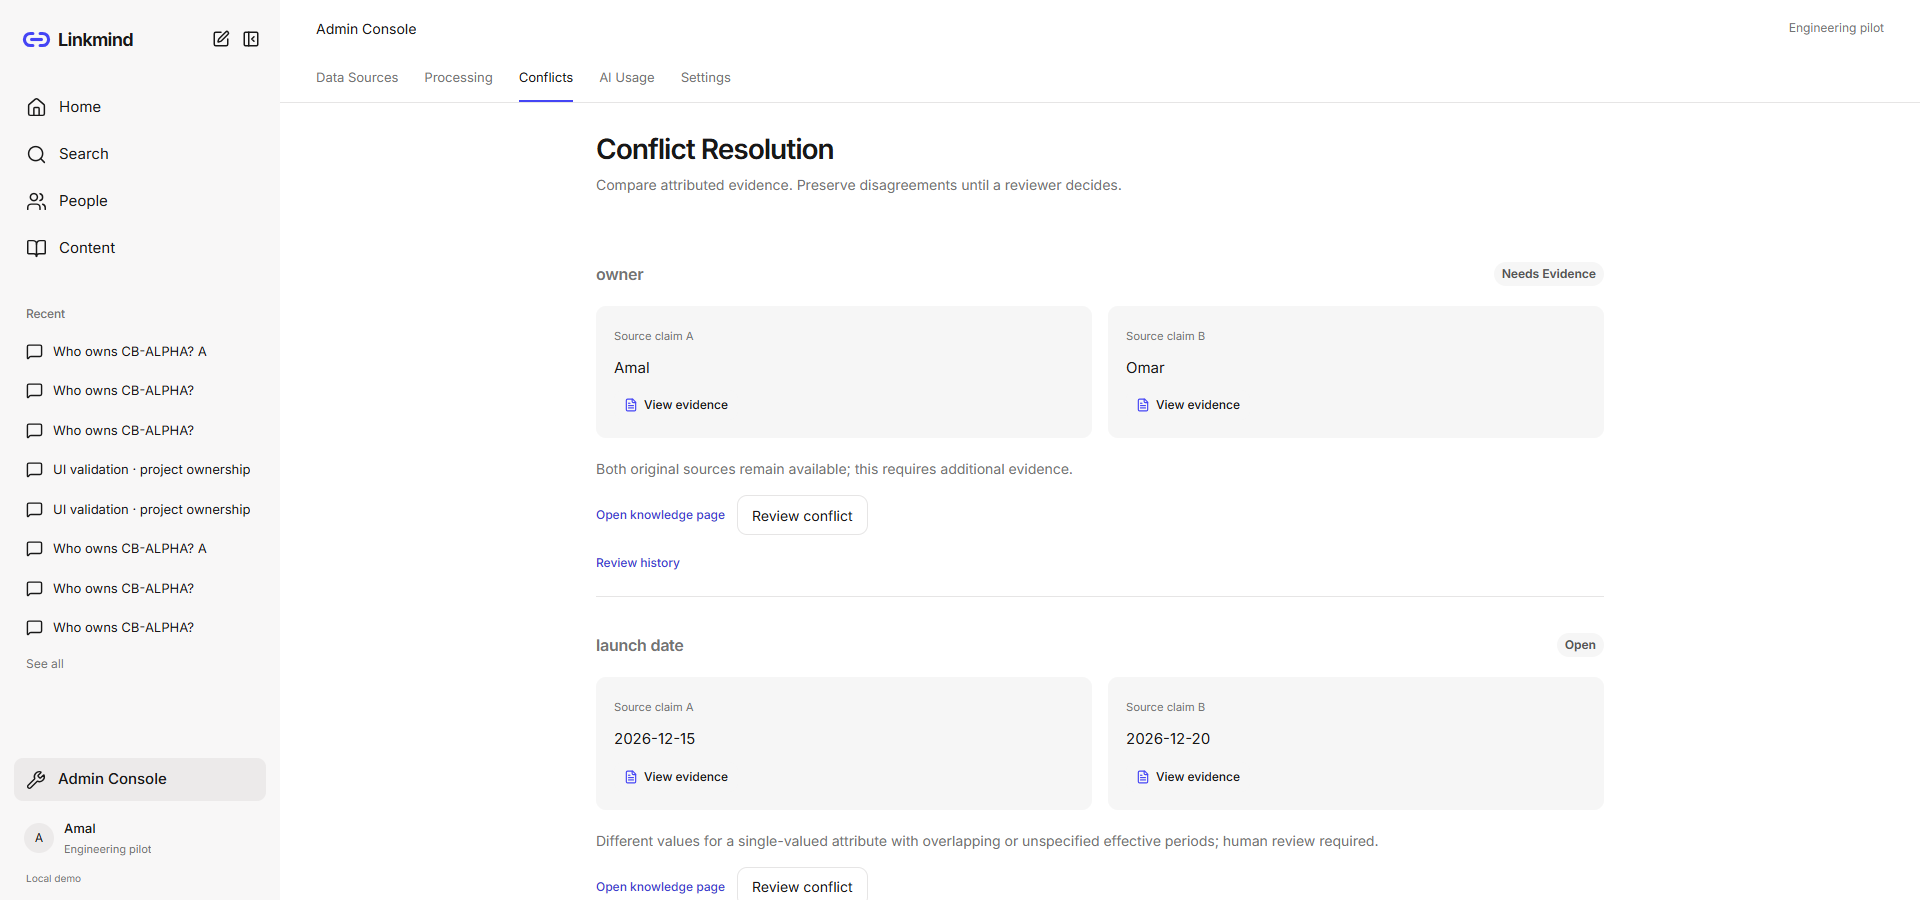 Linkmind
Home
Search
People
Content
Recent
Who owns CB-ALPHA? A
Who owns CB-ALPHA?
Who owns CB-ALPHA?
UI validation · project ownership
UI validation · project ownership
Who owns CB-ALPHA? A
Who owns CB-ALPHA?
Who owns CB-ALPHA?
See all
Admin Console
A
Amal
Engineering pilot
Local demo
Admin Console
Engineering pilot
Data Sources Processing Conflicts AI Usage Settings
Conflict Resolution
Compare attributed evidence. Preserve disagreements until a reviewer decides.
owner
Needs Evidence
Source claim A
Amal
View evidence
Source claim B
Omar
View evidence
Both original sources remain available; this requires additional evidence.
Open knowledge page Review conflict
Review history
launch date
Open
Source claim A
2026-12-15
View evidence
Source claim B
2026-12-20
View evidence
Different values for a single-valued attribute with overlapping or unspecified effective periods; human review required.
Open knowledge page Review conflict